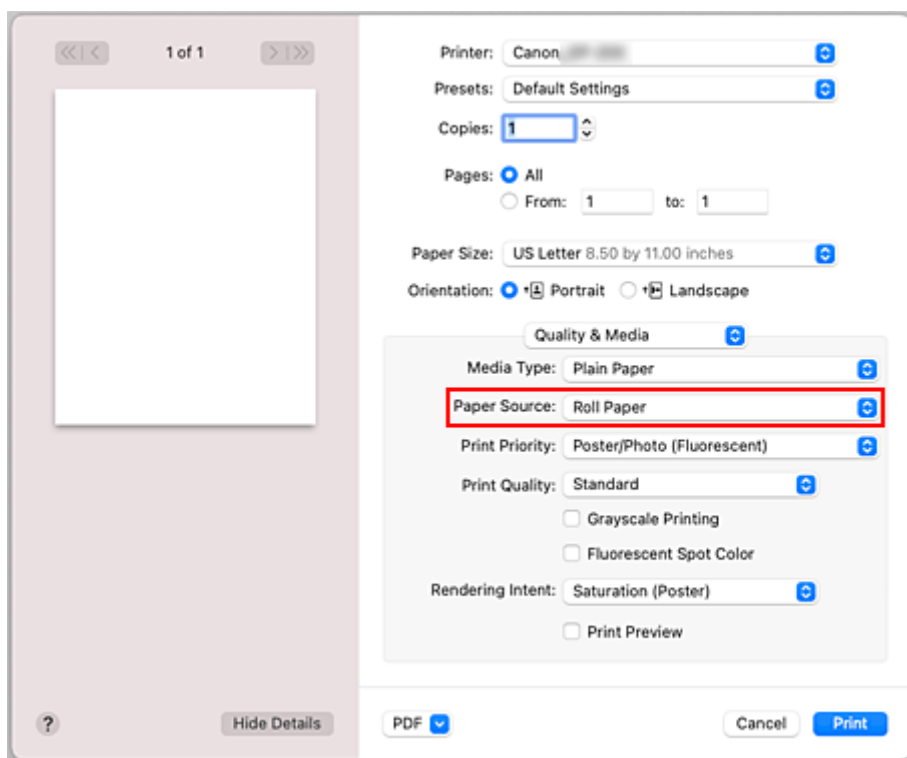 1 of 1
Printer: Canon
Presets: Default Settings
Copies: 1
Pages: All
From: 1 to: 1
Paper Size: US Letter 8.50 by 11.00 inches
Orientation: Portrait Landscape
Quality & Media
Media Type: Plain Paper
Paper Source: Roll Paper
Print Priority: Poster/Photo (Fluorescent)
Print Quality: Standard
Grayscale Printing
Fluorescent Spot Color
Rendering Intent: Saturation (Poster)
Print Preview
? Hide Details PDF Cancel Print